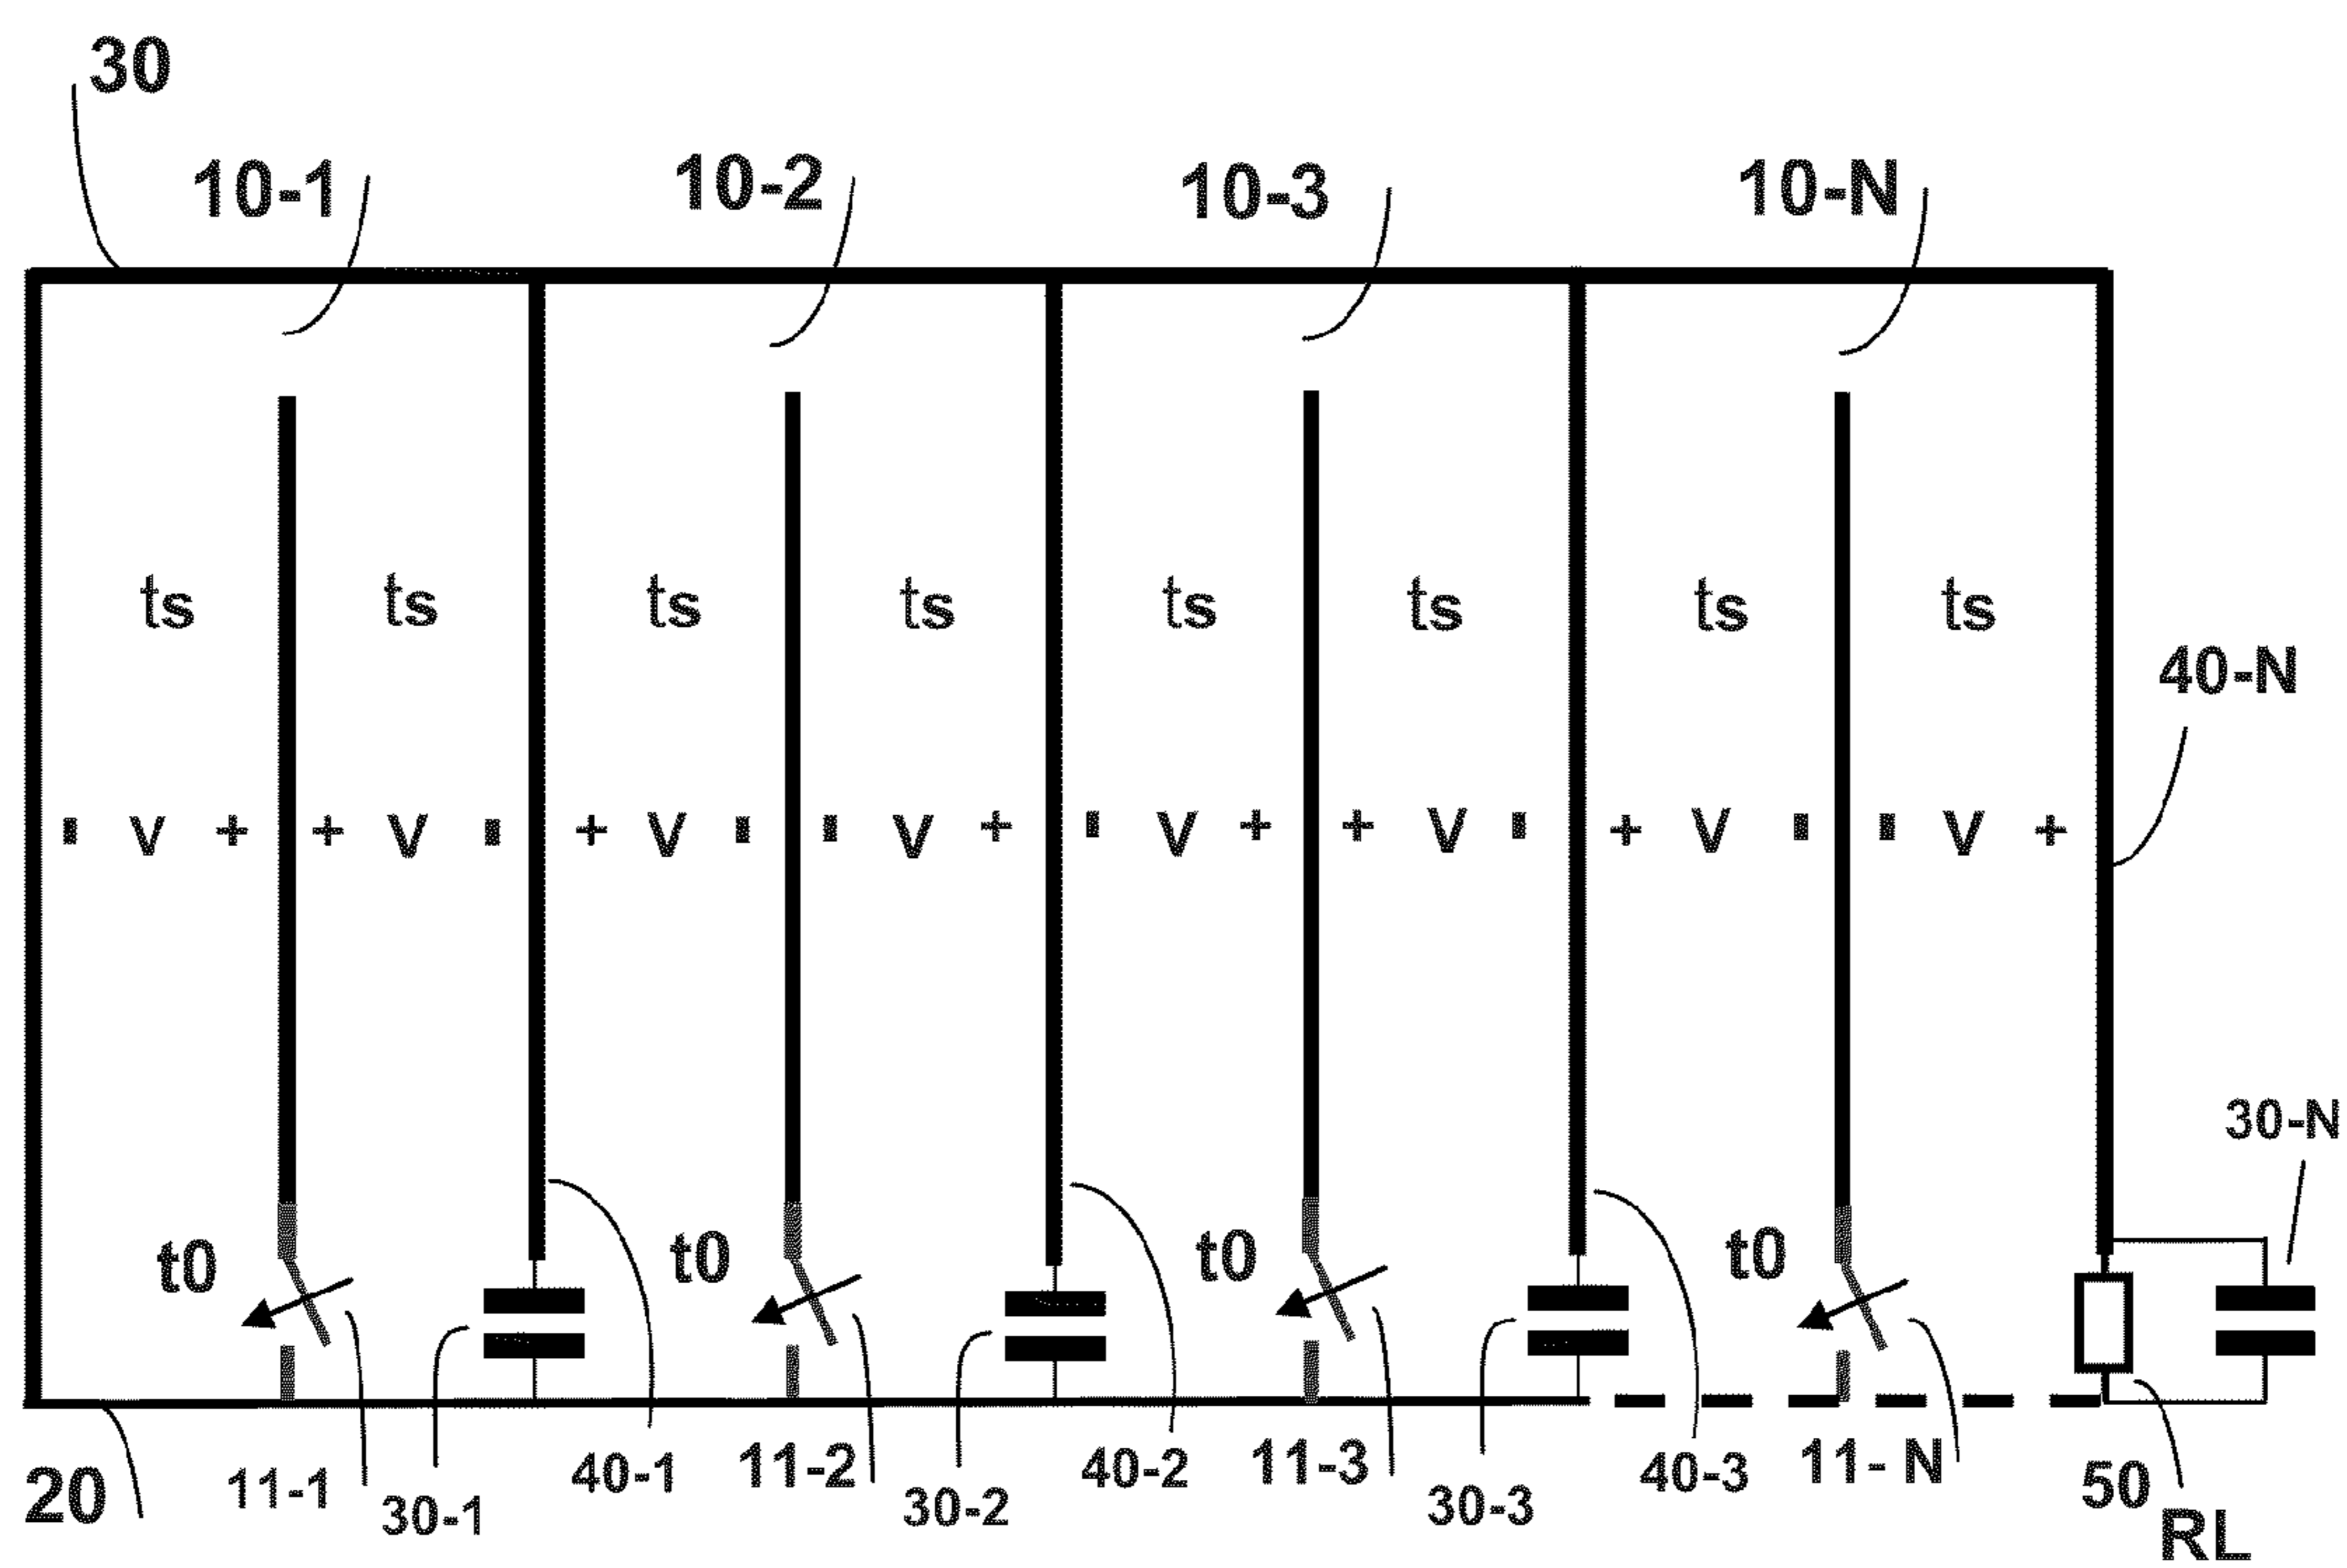 30
10-1 10-2 10-3 10-N
ts ts ts ts ts ts ts ts
40-N
- V + + V - + V - - V + - V + + V - + V - - V +
30-N
t0 t0 t0 t0
20 11-1 30-1 40-1 11-2 30-2 40-2 11-3 30-3 40-3 11- N 50
RL